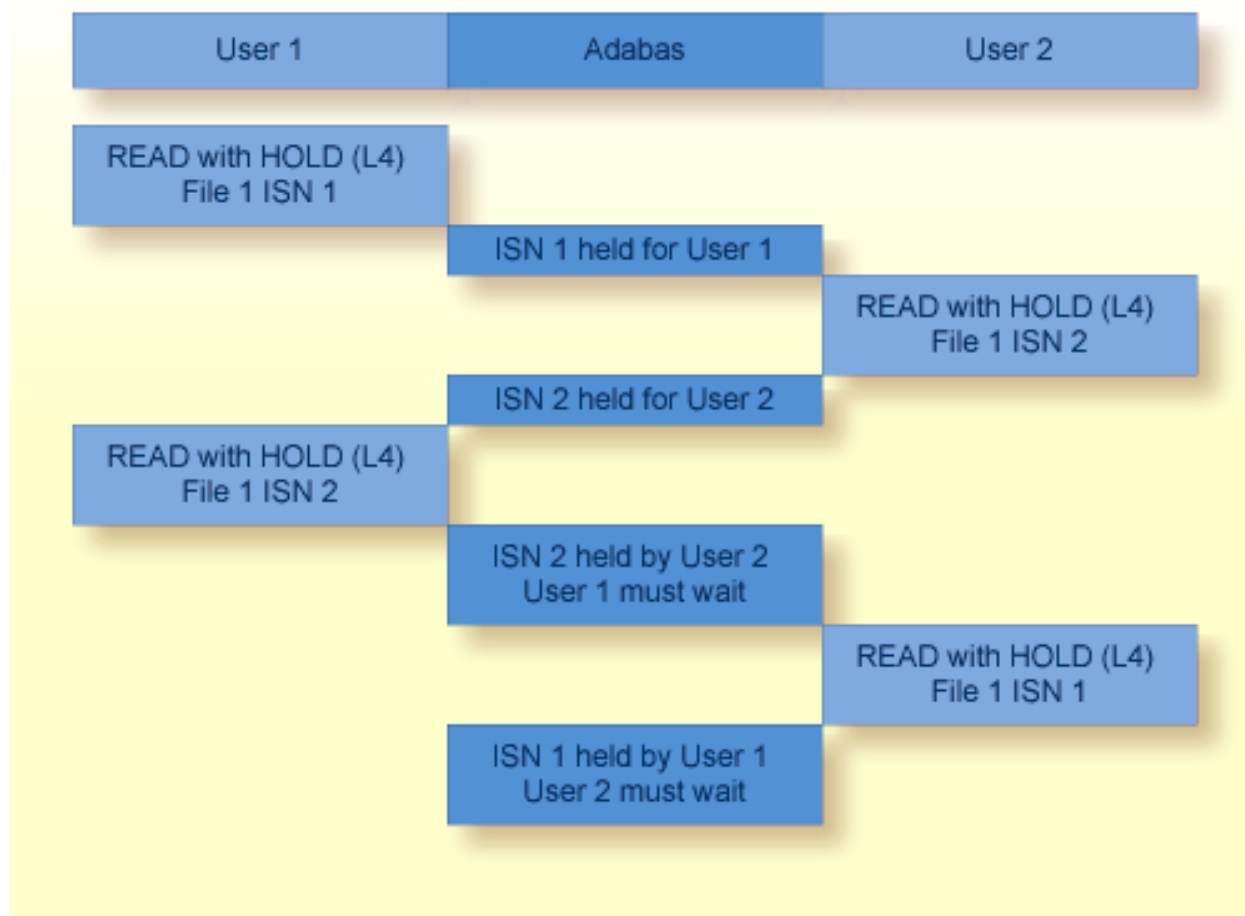 User 1
Adabas
User 2
READ with HOLD (L4)
File 1 ISN 1
ISN 1 held for User 1
READ with HOLD (L4)
File 1 ISN 2
ISN 2 held for User 2
READ with HOLD (L4)
File 1 ISN 2
ISN 2 held by User 2
User 1 must wait
READ with HOLD (L4)
File 1 ISN 1
ISN 1 held by User 1
User 2 must wait